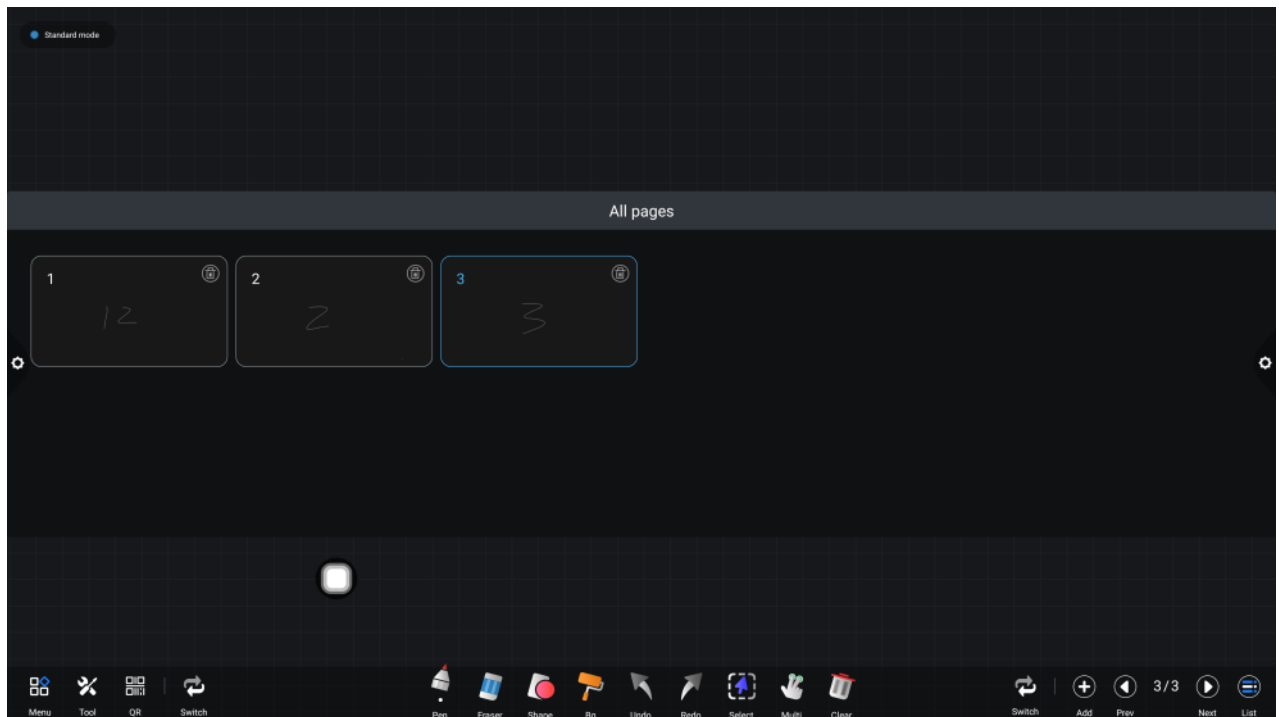 Standard mode
All pages
1
2
3
12
2
3
3/3
Menu
Tool
QR
Switch
Pen
Eraser
Shape
Bg
Undo
Redo
Select
Multi
Clear
Switch
Add
Prev
Next
List